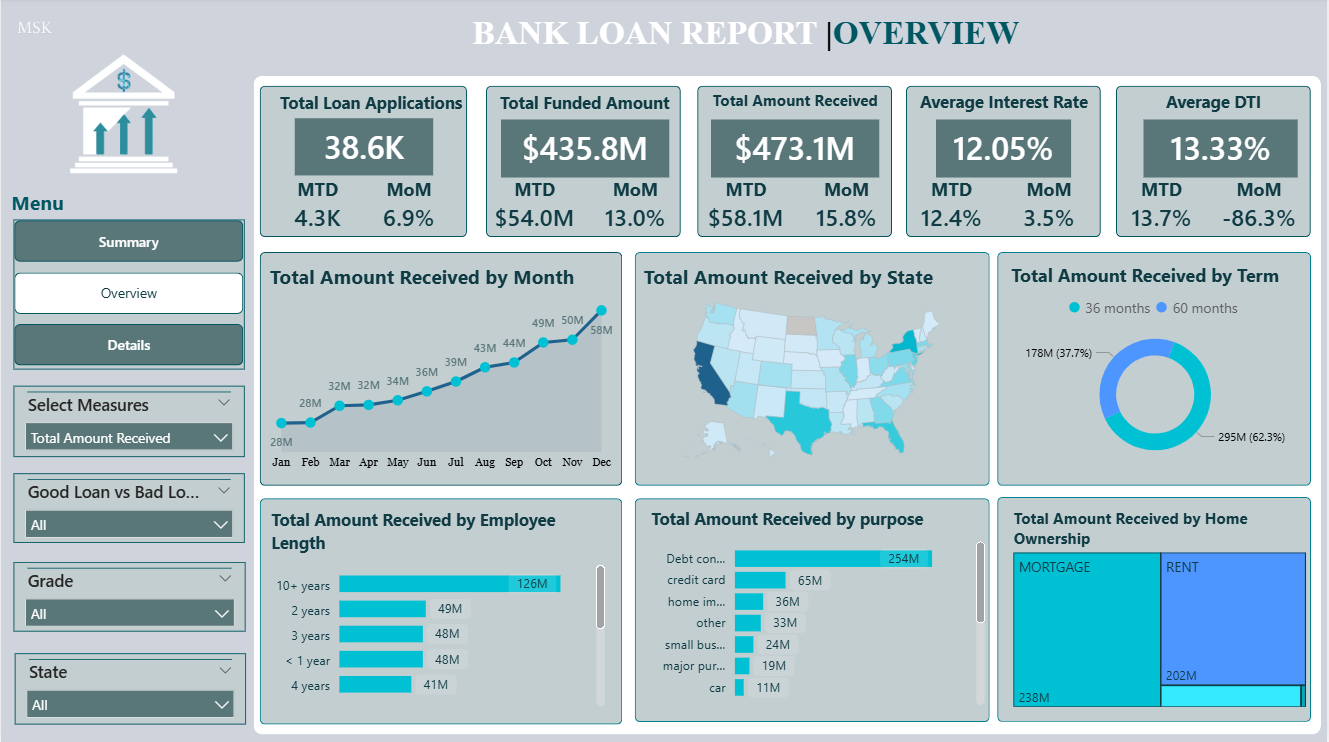 MSK
BANK LOAN REPORT |OVERVIEW
$
Menu
Summary
Overview
Details
Select Measures
Total Amount Received
Good Loan vs Bad Lo...
All
Grade
All
State
All
Total Loan Applications
38.6K
MTD MoM
4.3K 6.9%
Total Funded Amount
$435.8M
MTD MoM
$54.0M 13.0%
Total Amount Received
$473.1M
MTD MoM
$58.1M 15.8%
Average Interest Rate
12.05%
MTD MoM
12.4% 3.5%
Average DTI
13.33%
MTD MoM
13.7% -86.3%
Total Amount Received by Month
28M 28M 32M 32M 34M 36M 39M 43M 44M 49M 50M 58M
Jan Feb Mar Apr May Jun Jul Aug Sep Oct Nov Dec
Total Amount Received by State
Total Amount Received by Term
36 months 60 months
178M (37.7%)
295M (62.3%)
Total Amount Received by Employee
Length
10+ years 126M
2 years 49M
3 years 48M
< 1 year 48M
4 years 41M
Total Amount Received by purpose
Debt con... 254M
credit card 65M
home im... 36M
other 33M
small bus... 24M
major pur... 19M
car 11M
Total Amount Received by Home
Ownership
MORTGAGE RENT
202M
238M